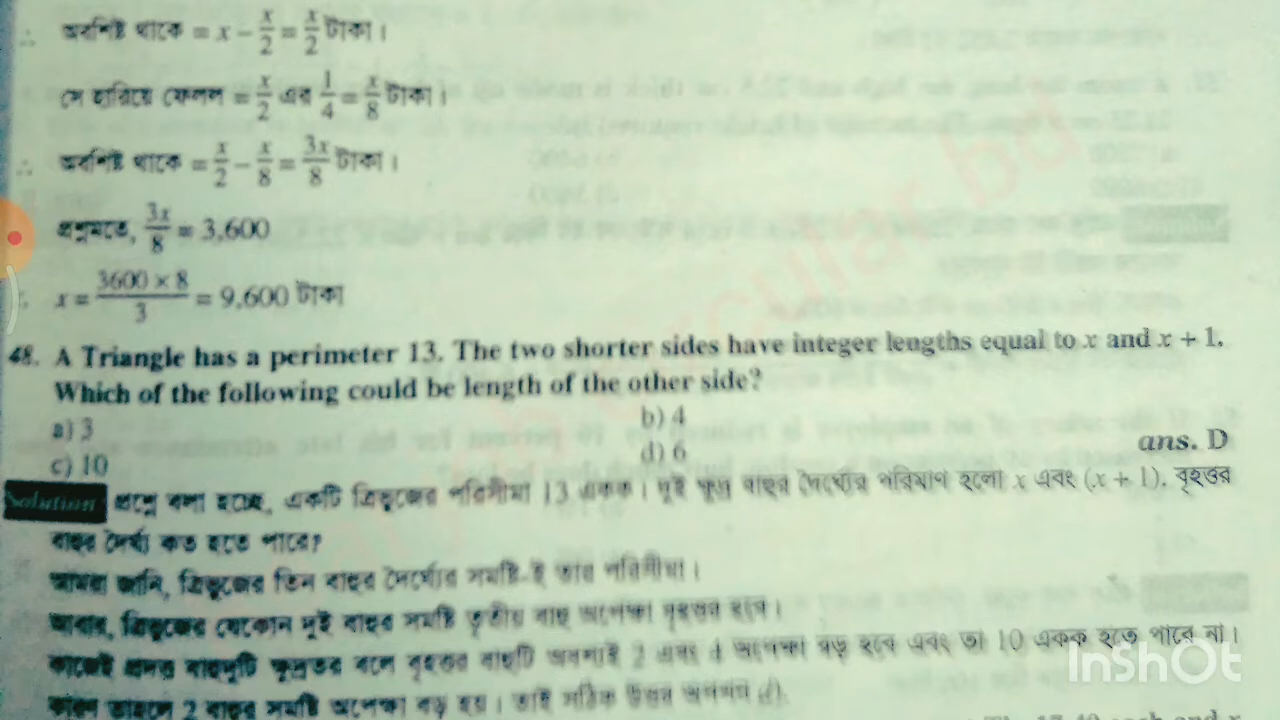 ∴ অবশিষ্ট থাকে = x − x/2 = x/2 টাকা।
সে হারিয়ে ফেলল = x/2 এর 1/4 = x/8 টাকা।
∴ অবশিষ্ট থাকে = x/2 − x/8 = 3x/8 টাকা।
প্রশ্নমতে, 3x/8 = 3,600
x = 3600 × 8/3 = 9,600 টাকা
48. A Triangle has a perimeter 13. The two shorter sides have integer lengths equal to x and x + 1.
Which of the following could be length of the other side?
a) 3 b) 4
c) 10 d) 6 ans. D
Solution প্রশ্নে বলা হচ্ছে, একটি ত্রিভুজের পরিসীমা 13 একক। দুই ক্ষুদ্র বাহুর দৈর্ঘ্যের পরিমাণ হলো x এবং (x + 1). বৃহত্তর
বাহুর দৈর্ঘ্য কত হতে পারে?
আমরা জানি, ত্রিভুজের তিন বাহুর দৈর্ঘ্যের সমষ্টি-ই তার পরিসীমা।
আবার, ত্রিভুজের যেকোন দুই বাহুর সমষ্টি তৃতীয় বাহু অপেক্ষা বৃহত্তর হবে।
কাজেই প্রদত্ত বাহুদুটি ক্ষুদ্রতর বলে বৃহত্তর বাহুটি অবশ্যই 2 এবং 4 অপেক্ষা বড় হবে এবং তা 10 একক হতে পারে না।
কারণ তাহলে 2 বাহুর সমষ্টি অপেক্ষা বড় হয়। তাই সঠিক উত্তর অপশন d).
InShOt